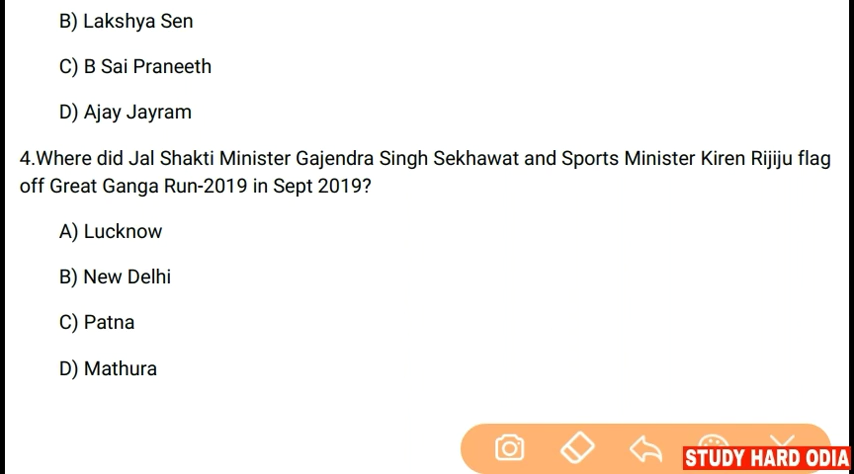 B) Lakshya Sen
C) B Sai Praneeth
D) Ajay Jayram
4.Where did Jal Shakti Minister Gajendra Singh Sekhawat and Sports Minister Kiren Rijiju flag
off Great Ganga Run-2019 in Sept 2019?
A) Lucknow
B) New Delhi
C) Patna
D) Mathura
STUDY HARD ODIA